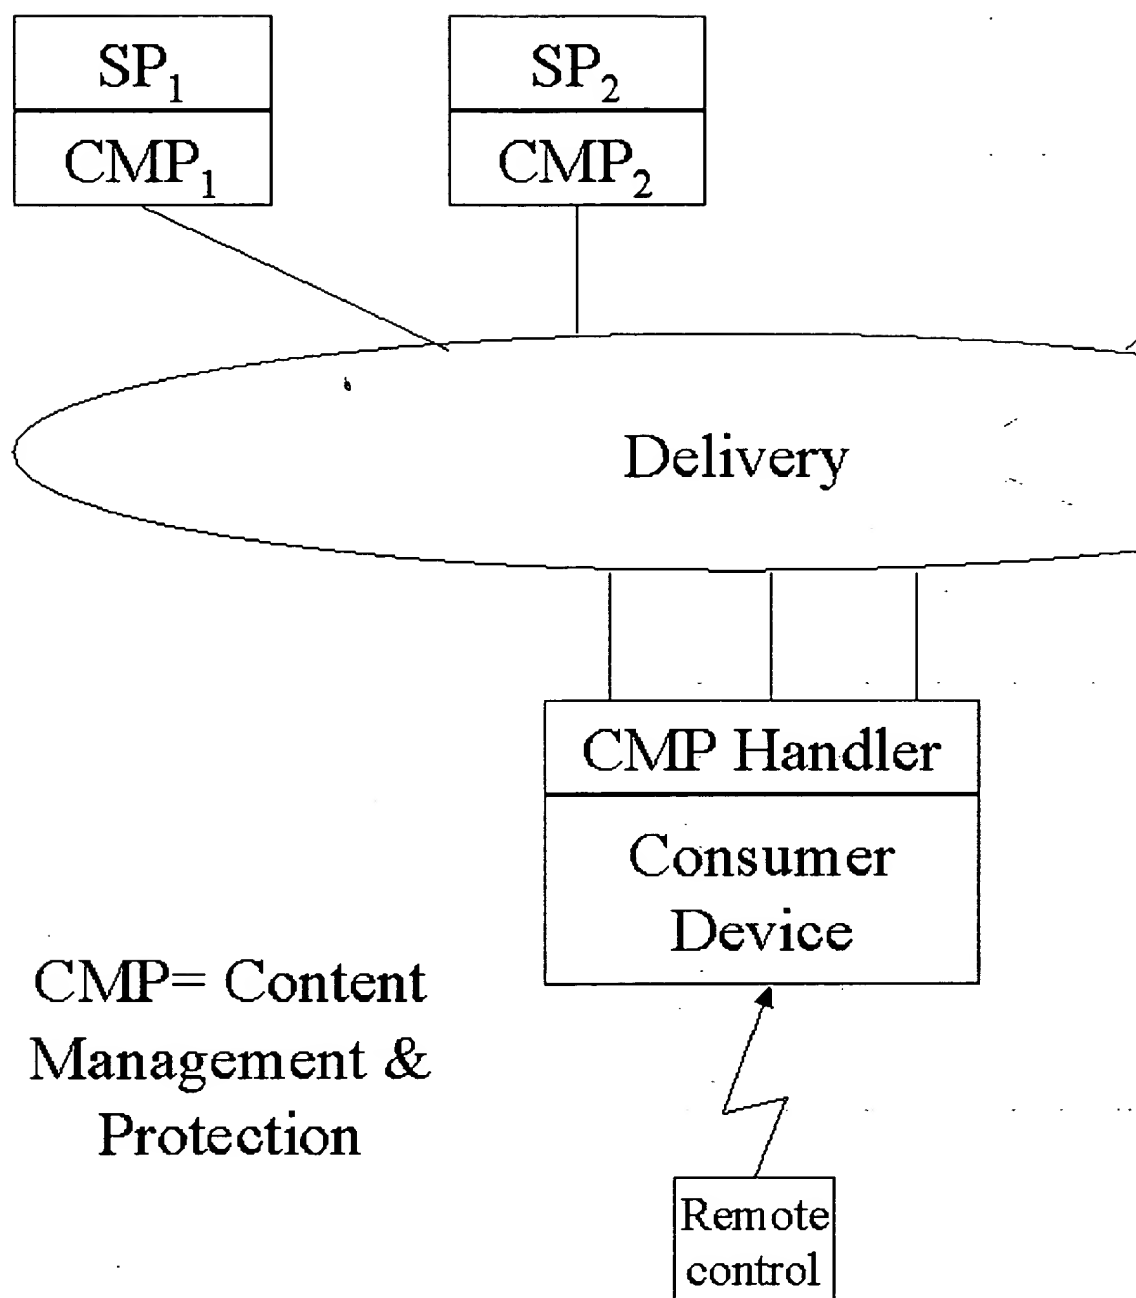 SP₁
CMP₁
SP₂
CMP₂
Delivery
CMP Handler
Consumer
Device
CMP= Content
Management &
Protection
Remote
control